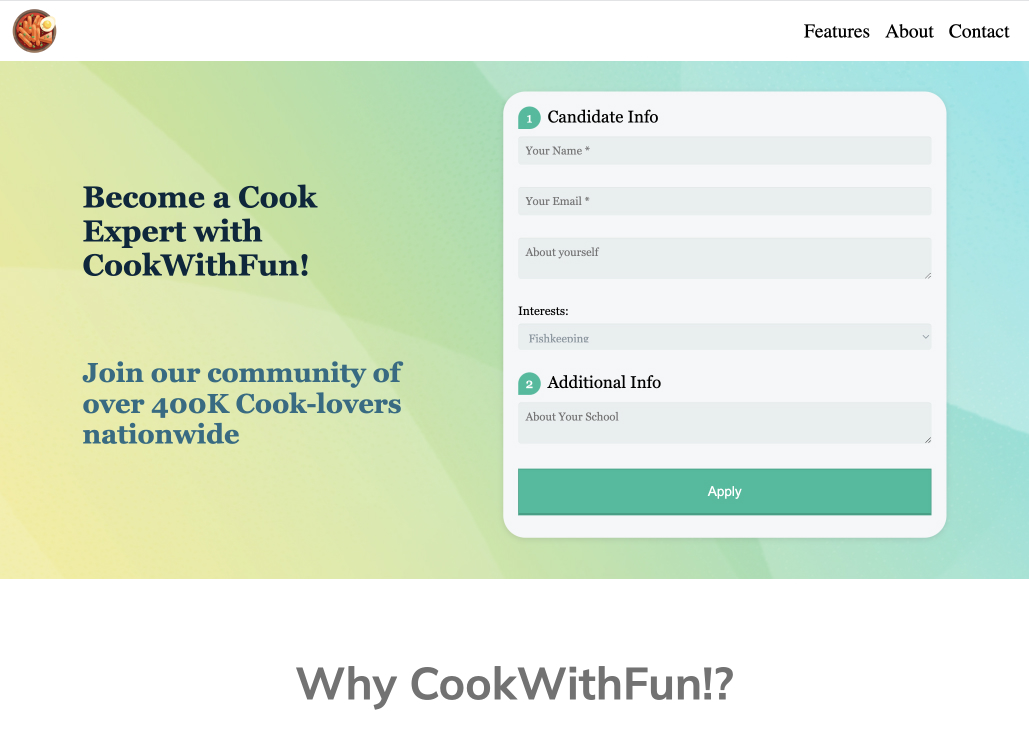 Features About Contact
Become a Cook
Expert with
CookWithFun!
Join our community of
over 400K Cook-lovers
nationwide
1 Candidate Info
Your Name *
Your Email *
About yourself
Interests:
Fishkeeping
2 Additional Info
About Your School
Apply
Why CookWithFun!?